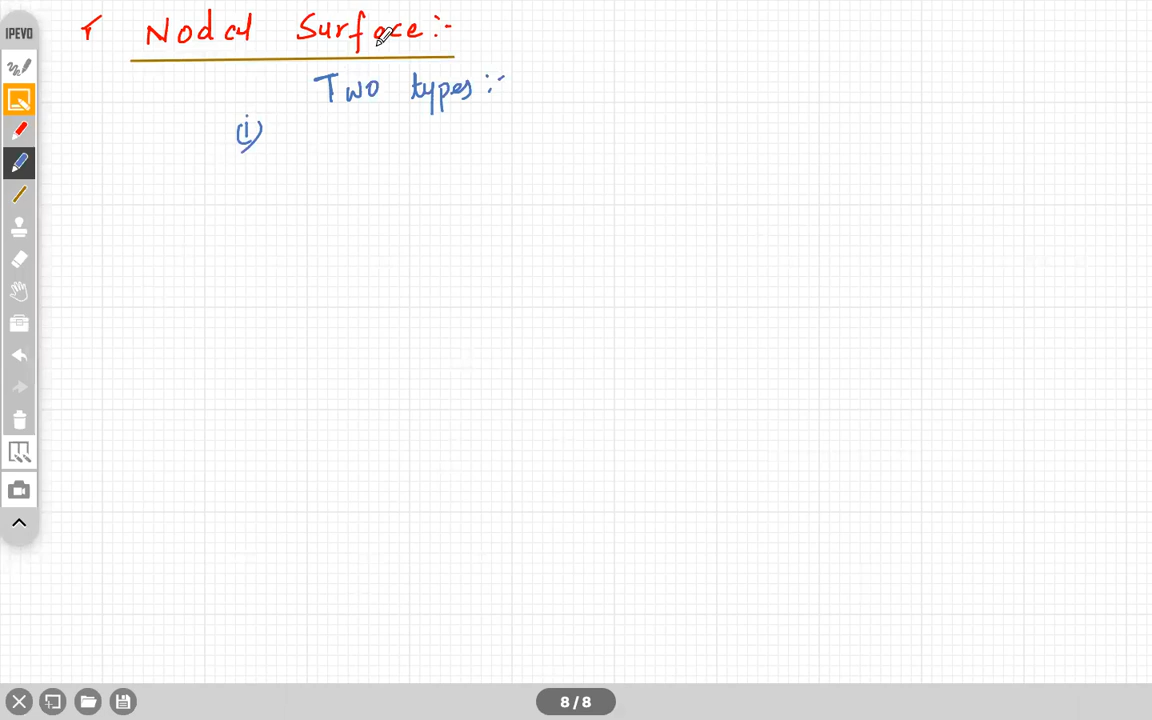 IPEVO
Nodal Surface :-
Two types :-
(i)
8 / 8